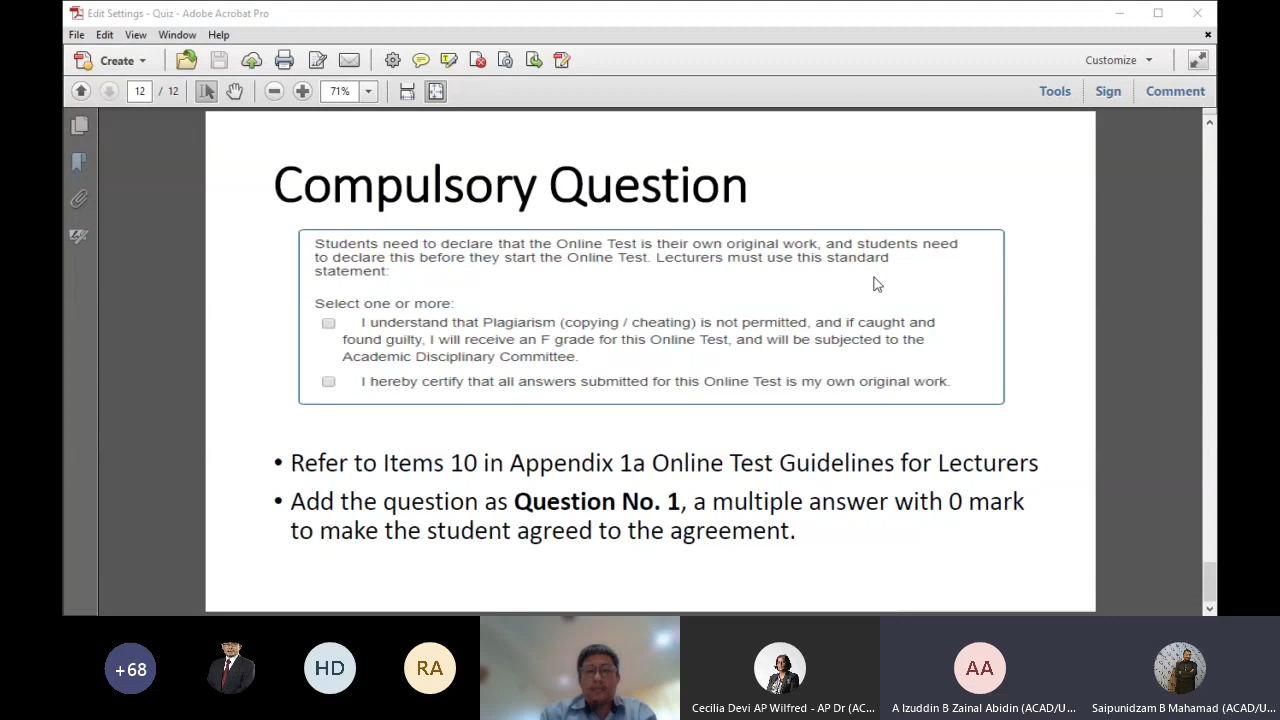 Edit Settings - Quiz - Adobe Acrobat Pro
File Edit View Window Help
Create
Customize
12 / 12
71%
Tools Sign Comment
Compulsory Question
Students need to declare that the Online Test is their own original work, and students need
to declare this before they start the Online Test. Lecturers must use this standard
statement:
Select one or more:
I understand that Plagiarism (copying / cheating) is not permitted, and if caught and
found guilty, I will receive an F grade for this Online Test, and will be subjected to the
Academic Disciplinary Committee.
I hereby certify that all answers submitted for this Online Test is my own original work.
• Refer to Items 10 in Appendix 1a Online Test Guidelines for Lecturers
• Add the question as Question No. 1, a multiple answer with 0 mark
to make the student agreed to the agreement.
+68 HD RA AA
Cecilia Devi AP Wilfred - AP Dr (AC... A Izuddin B Zainal Abidin (ACAD/U... Saipunidzam B Mahamad (ACAD/U...